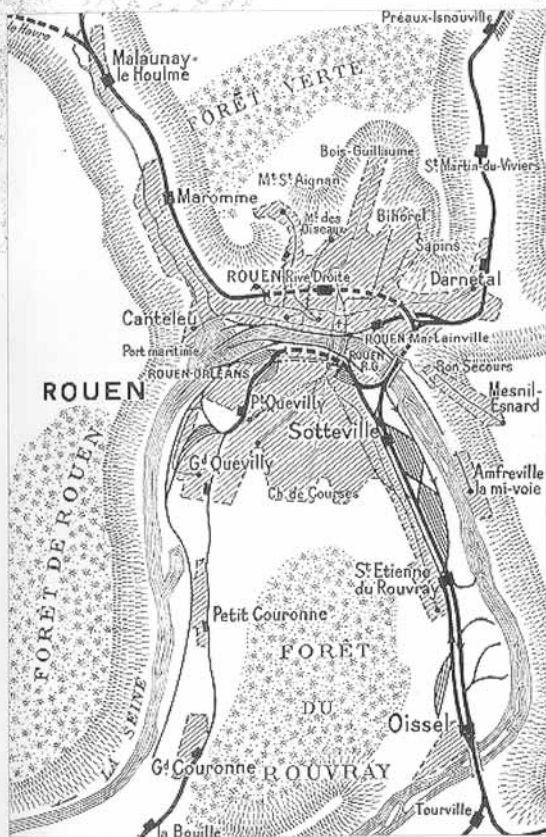 Préaux-Isnouville
Malaunay-
le Houlme
FORÊT VERTE
Bois-Guillaume
St Martin-du-Viviers
Mt St Aignan
Maromme
Mt des
Oiseaux
Bihorel
Sapins
ROUEN Rive Droite
Darnétal
Canteleu
ROUEN Martainville
Port maritime
ROUEN
R.G.
ROUEN-ORLÉANS
Bon Secours
ROUEN
Pt Quevilly
Mesnil-
Esnard
Sotteville
Gd Quevilly
Amfreville
la mi-voie
Ch. de Courses
FORÊT DE ROUEN
St Etienne
du Rouvray
Petit Couronne
FORÊT
DU
ROUVRAY
LA SEINE
Oissel
Gd Couronne
Tourville
la Bouille